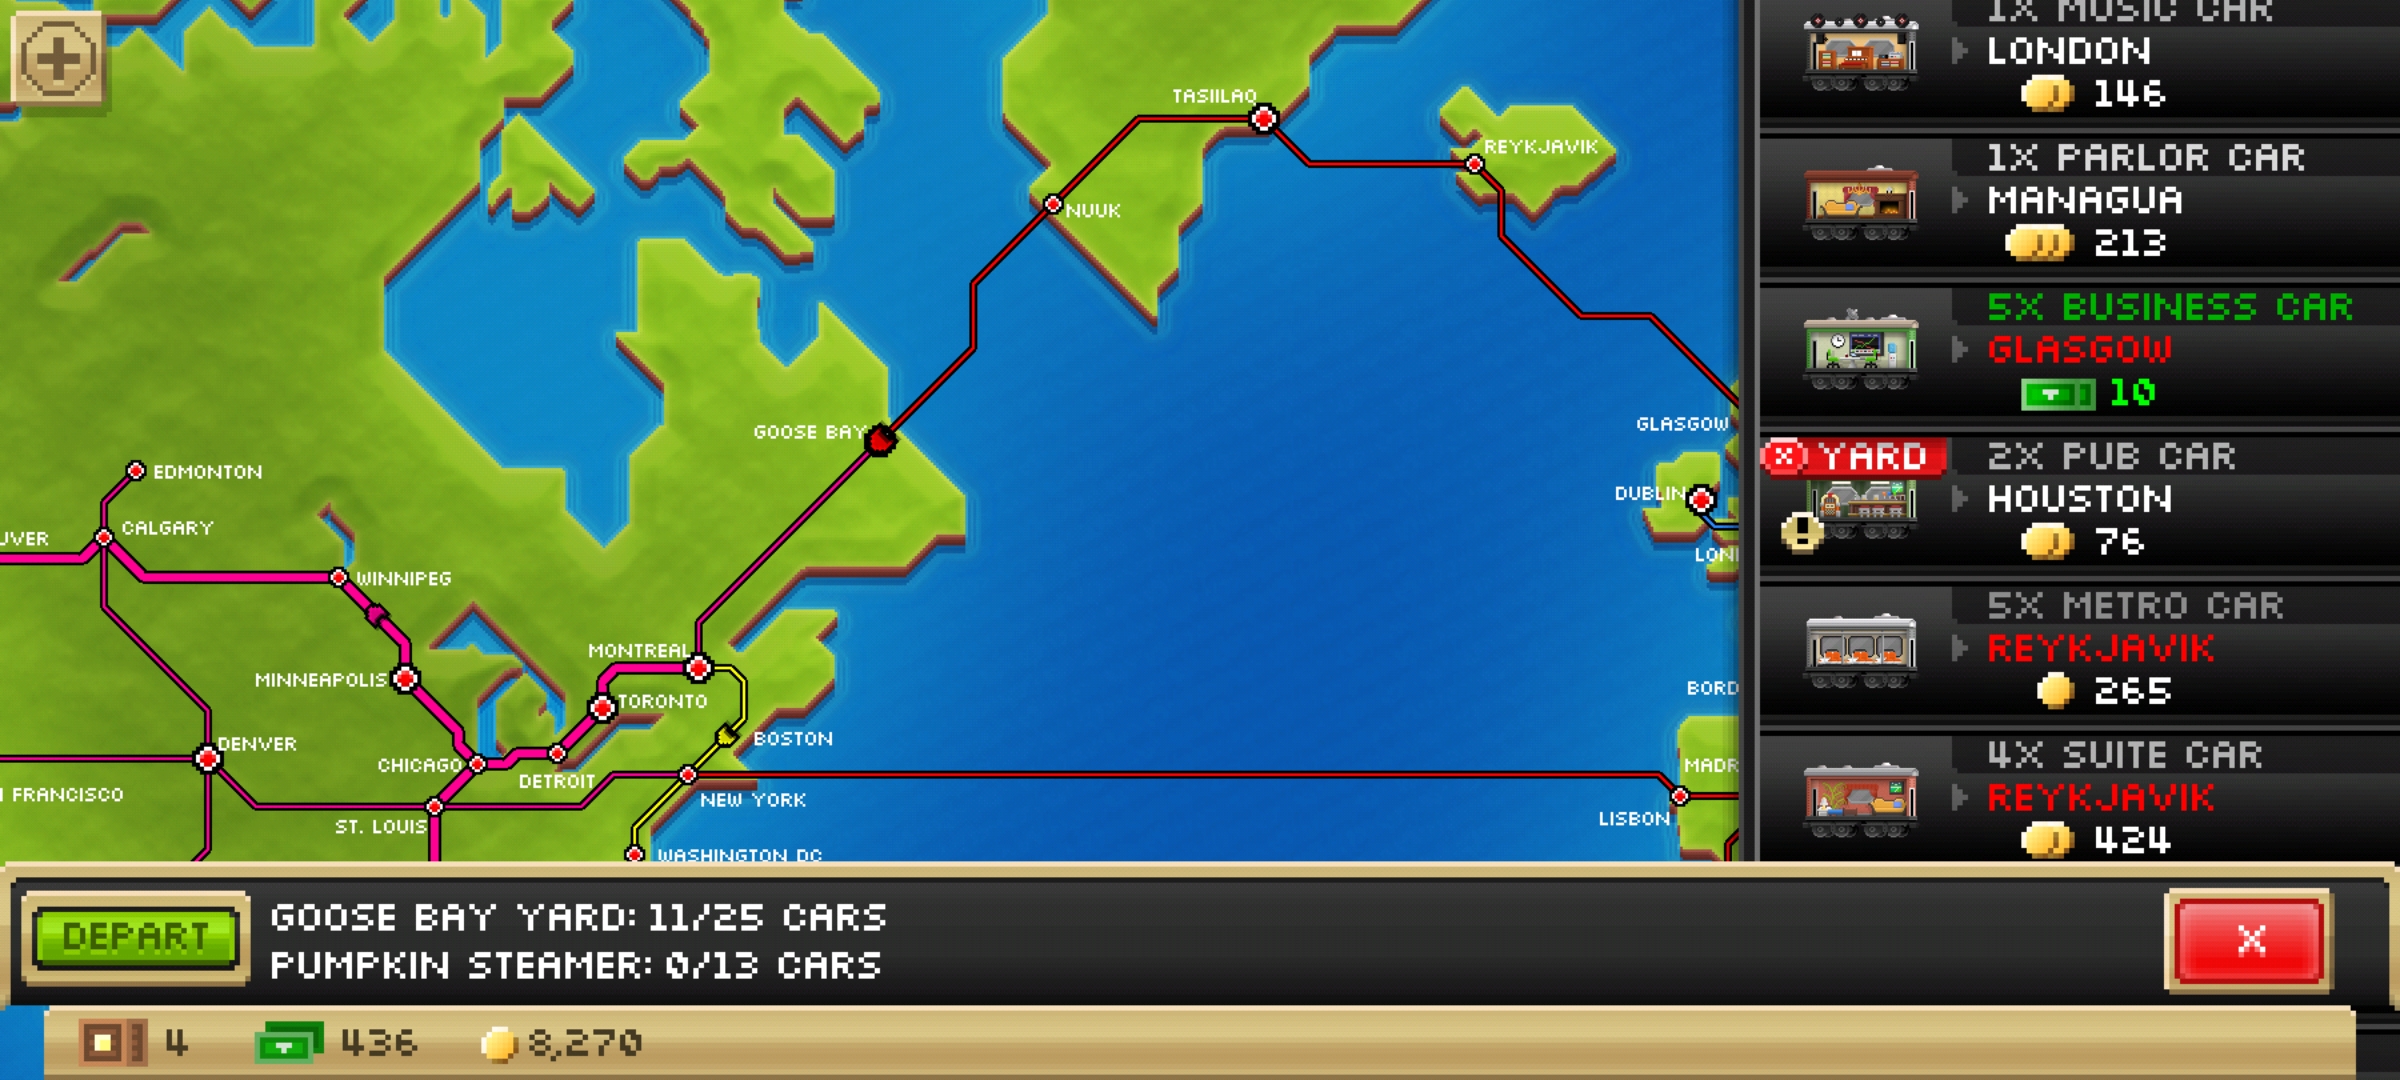 TASIILAQ
REYKJAVIK
NUUK
GOOSE BAY
GLASGOW
EDMONTON
DUBLIN
CALGARY
WINNIPEG
MONTREAL
MINNEAPOLIS
TORONTO
BOSTON
DENVER
CHICAGO
DETROIT
FRANCISCO
NEW YORK
ST. LOUIS
LISBON
WASHINGTON DC
1X MUSIC CAR
LONDON
146
1X PARLOR CAR
MANAGUA
213
5X BUSINESS CAR
GLASGOW
10
X YARD
2X PUB CAR
HOUSTON
! 76
5X METRO CAR
REYKJAVIK
265
4X SUITE CAR
REYKJAVIK
424
DEPART
GOOSE BAY YARD: 11/25 CARS
PUMPKIN STEAMER: 0/13 CARS
X
4 436 8,270